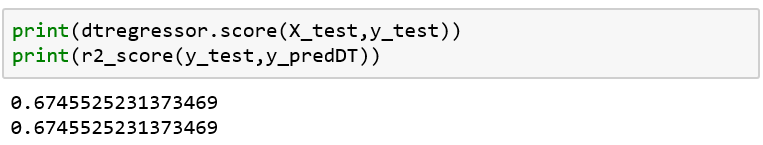 print(dtregressor.score(X_test,y_test))
print(r2_score(y_test,y_predDT))
0.6745525231373469
0.6745525231373469